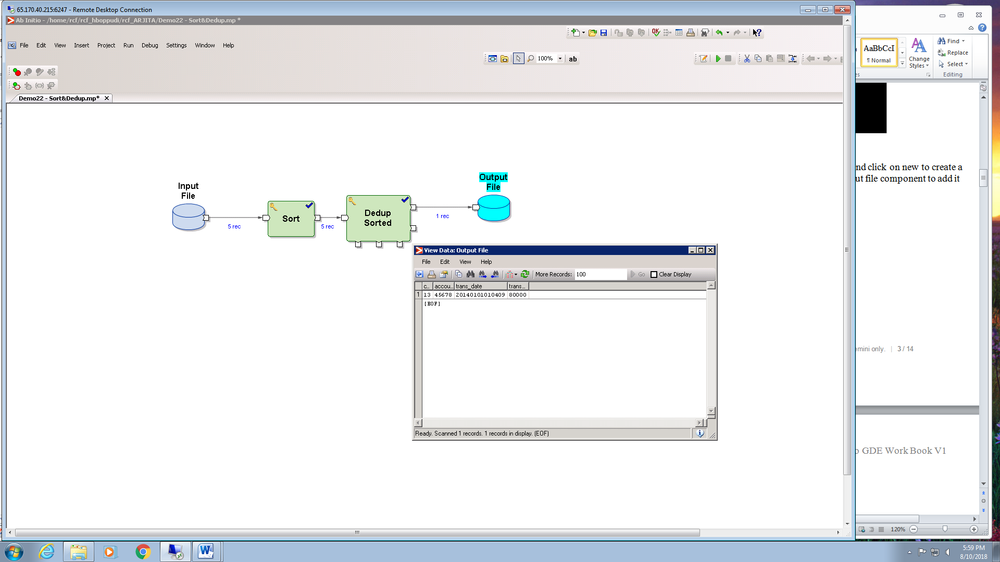 65.170.40.215:6247 - Remote Desktop Connection
Ab Initio - /home/rcf/rcf_hboppudi/rcf_ARJITA/Demo22 - Sort&Dedup.mp *
File Edit View Insert Project Run Debug Settings Window Help
OK
100% ab
Demo22 - Sort&Dedup.mp*
Input
File
5 rec
Sort
5 rec
Dedup
Sorted
1 rec
Output
File
View Data: Output File
File Edit View Help
More Records: 100 Go Clear Display
c... accou... trans_date trans...
1 13 45678 20140101010409 80000
[EOF]
Ready. Scanned 1 records. 1 records in display. (EOF)
AaBbCcI
¶ Normal
Change
Styles
Find
Replace
Select
Editing
nd click on new to create a
ut file component to add it
emini only. | 3 / 14
GDE WorkBook V1
120%
5:59 PM
8/10/2018